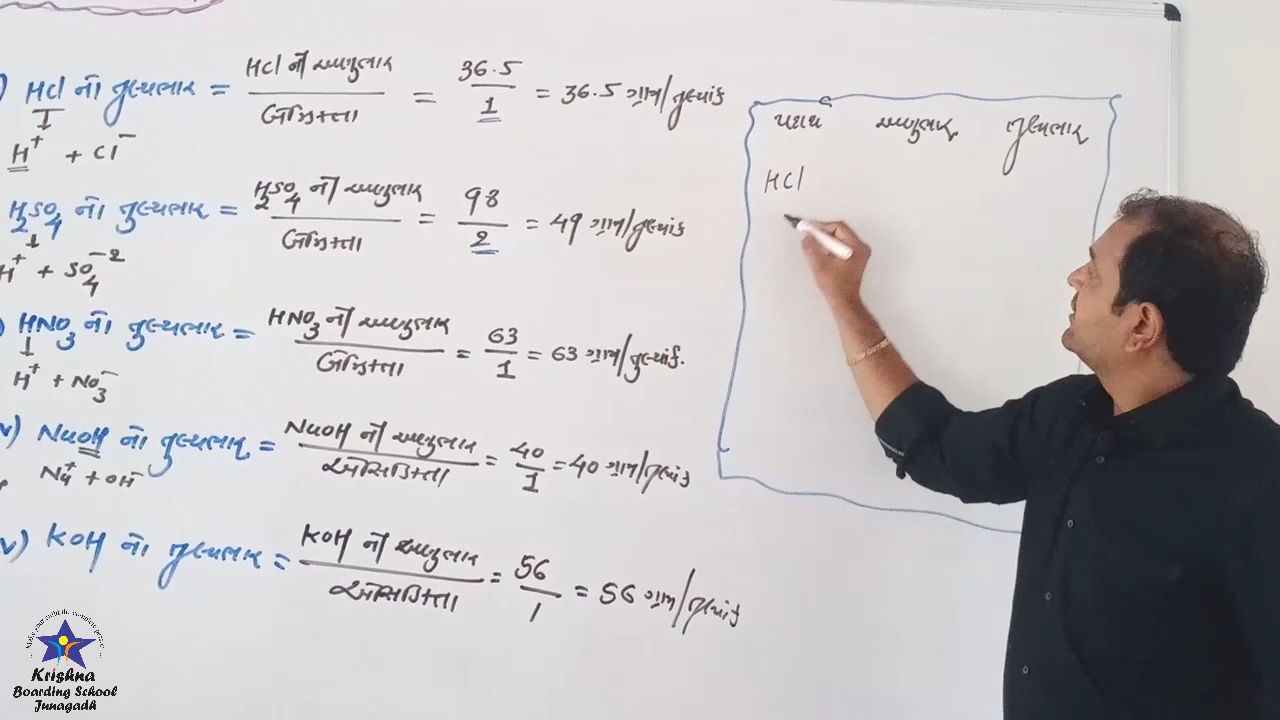 ) HCl નો તુલ્યભાર = HCl નો અણુભાર / બેઝિકતા = 36.5 / 1 = 36.5 ગ્રામ/તુલ્યાંક
H⁺ + Cl⁻
H₂SO₄ નો તુલ્યભાર = H₂SO₄ નો અણુભાર / બેઝિકતા = 98 / 2 = 49 ગ્રામ/તુલ્યાંક
H⁺ + SO₄⁻²
) HNO₃ નો તુલ્યભાર = HNO₃ નો અણુભાર / બેઝિકતા = 63 / 1 = 63 ગ્રામ/તુલ્યાંક.
H⁺ + NO₃⁻
v) NaOH નો તુલ્યભાર = NaOH નો અણુભાર / એસિડિકતા = 40 / 1 = 40 ગ્રામ/તુલ્યાંક
Na⁺ + OH⁻
v) KOH નો તુલ્યભાર = KOH નો અણુભાર / એસિડિકતા = 56 / 1 = 56 ગ્રામ/તુલ્યાંક
અણુભાર તુલ્યભાર
HCl
Krishna
Boarding School
Junagadh